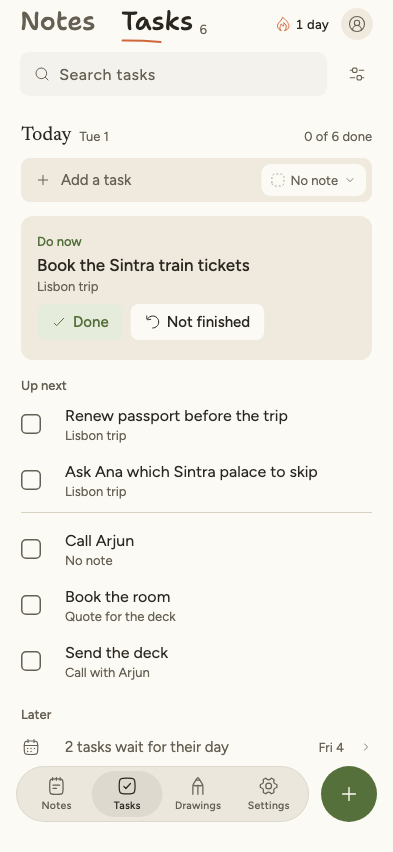 Notes Tasks 6 1 day
Search tasks
Today Tue 1 0 of 6 done
Add a task No note
Do now
Book the Sintra train tickets
Lisbon trip
Done Not finished
Up next
Renew passport before the trip
Lisbon trip
Ask Ana which Sintra palace to skip
Lisbon trip
Call Arjun
No note
Book the room
Quote for the deck
Send the deck
Call with Arjun
Later
2 tasks wait for their day Fri 4
Notes Tasks Drawings Settings